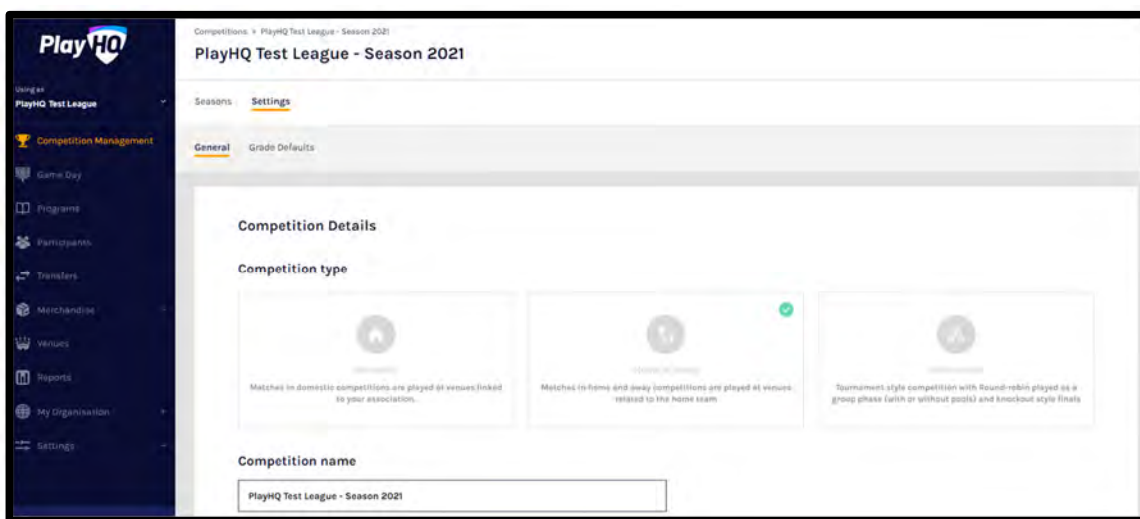 PlayHQ
Competitions > PlayHQ Test League - Season 2021
PlayHQ Test League - Season 2021
Using as
PlayHQ Test League
Seasons Settings
Competition Management
General Grade Defaults
Game Day
Programs
Participants
Transfers
Merchandise
Venues
Reports
My Organisation
Settings
Competition Details
Competition type
Matches in domestic competitions are played at venues linked
to your association.
Matches in home and away competitions are played at venues
related to the home team
Tournament style competition with Round-robin played as a
group phase (with or without pools) and knockout style finals
Competition name
PlayHQ Test League - Season 2021